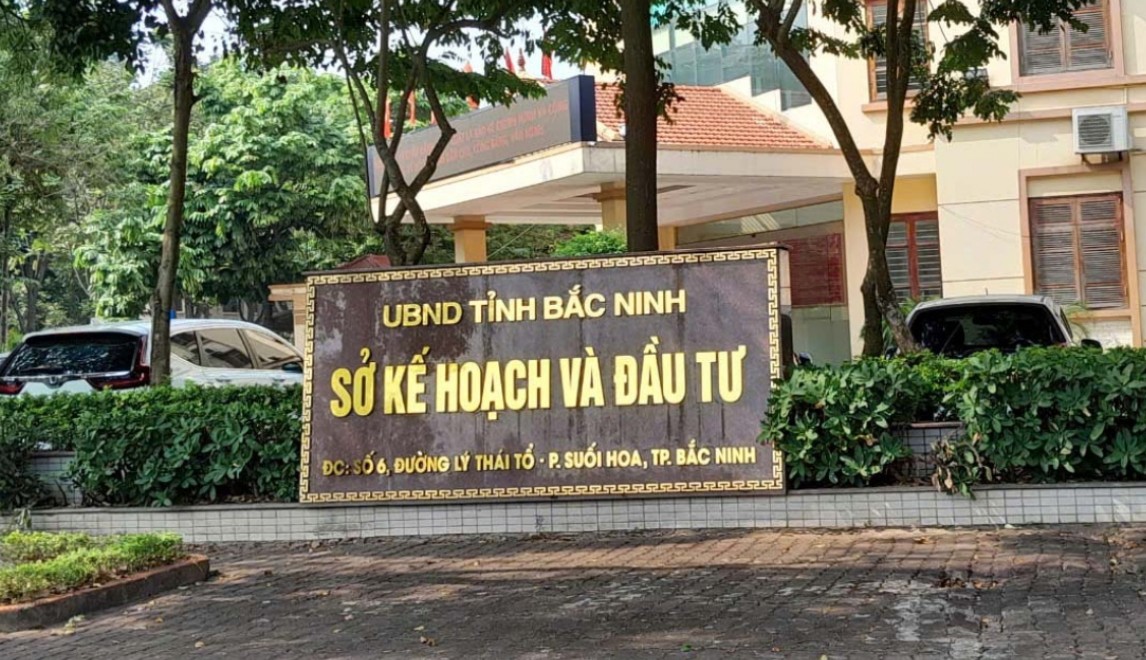 UBND TỈNH BẮC NINH
SỞ KẾ HOẠCH VÀ ĐẦU TƯ
ĐC: SỐ 6, ĐƯỜNG LÝ THÁI TỔ - P. SUỐI HOA, TP. BẮC NINH